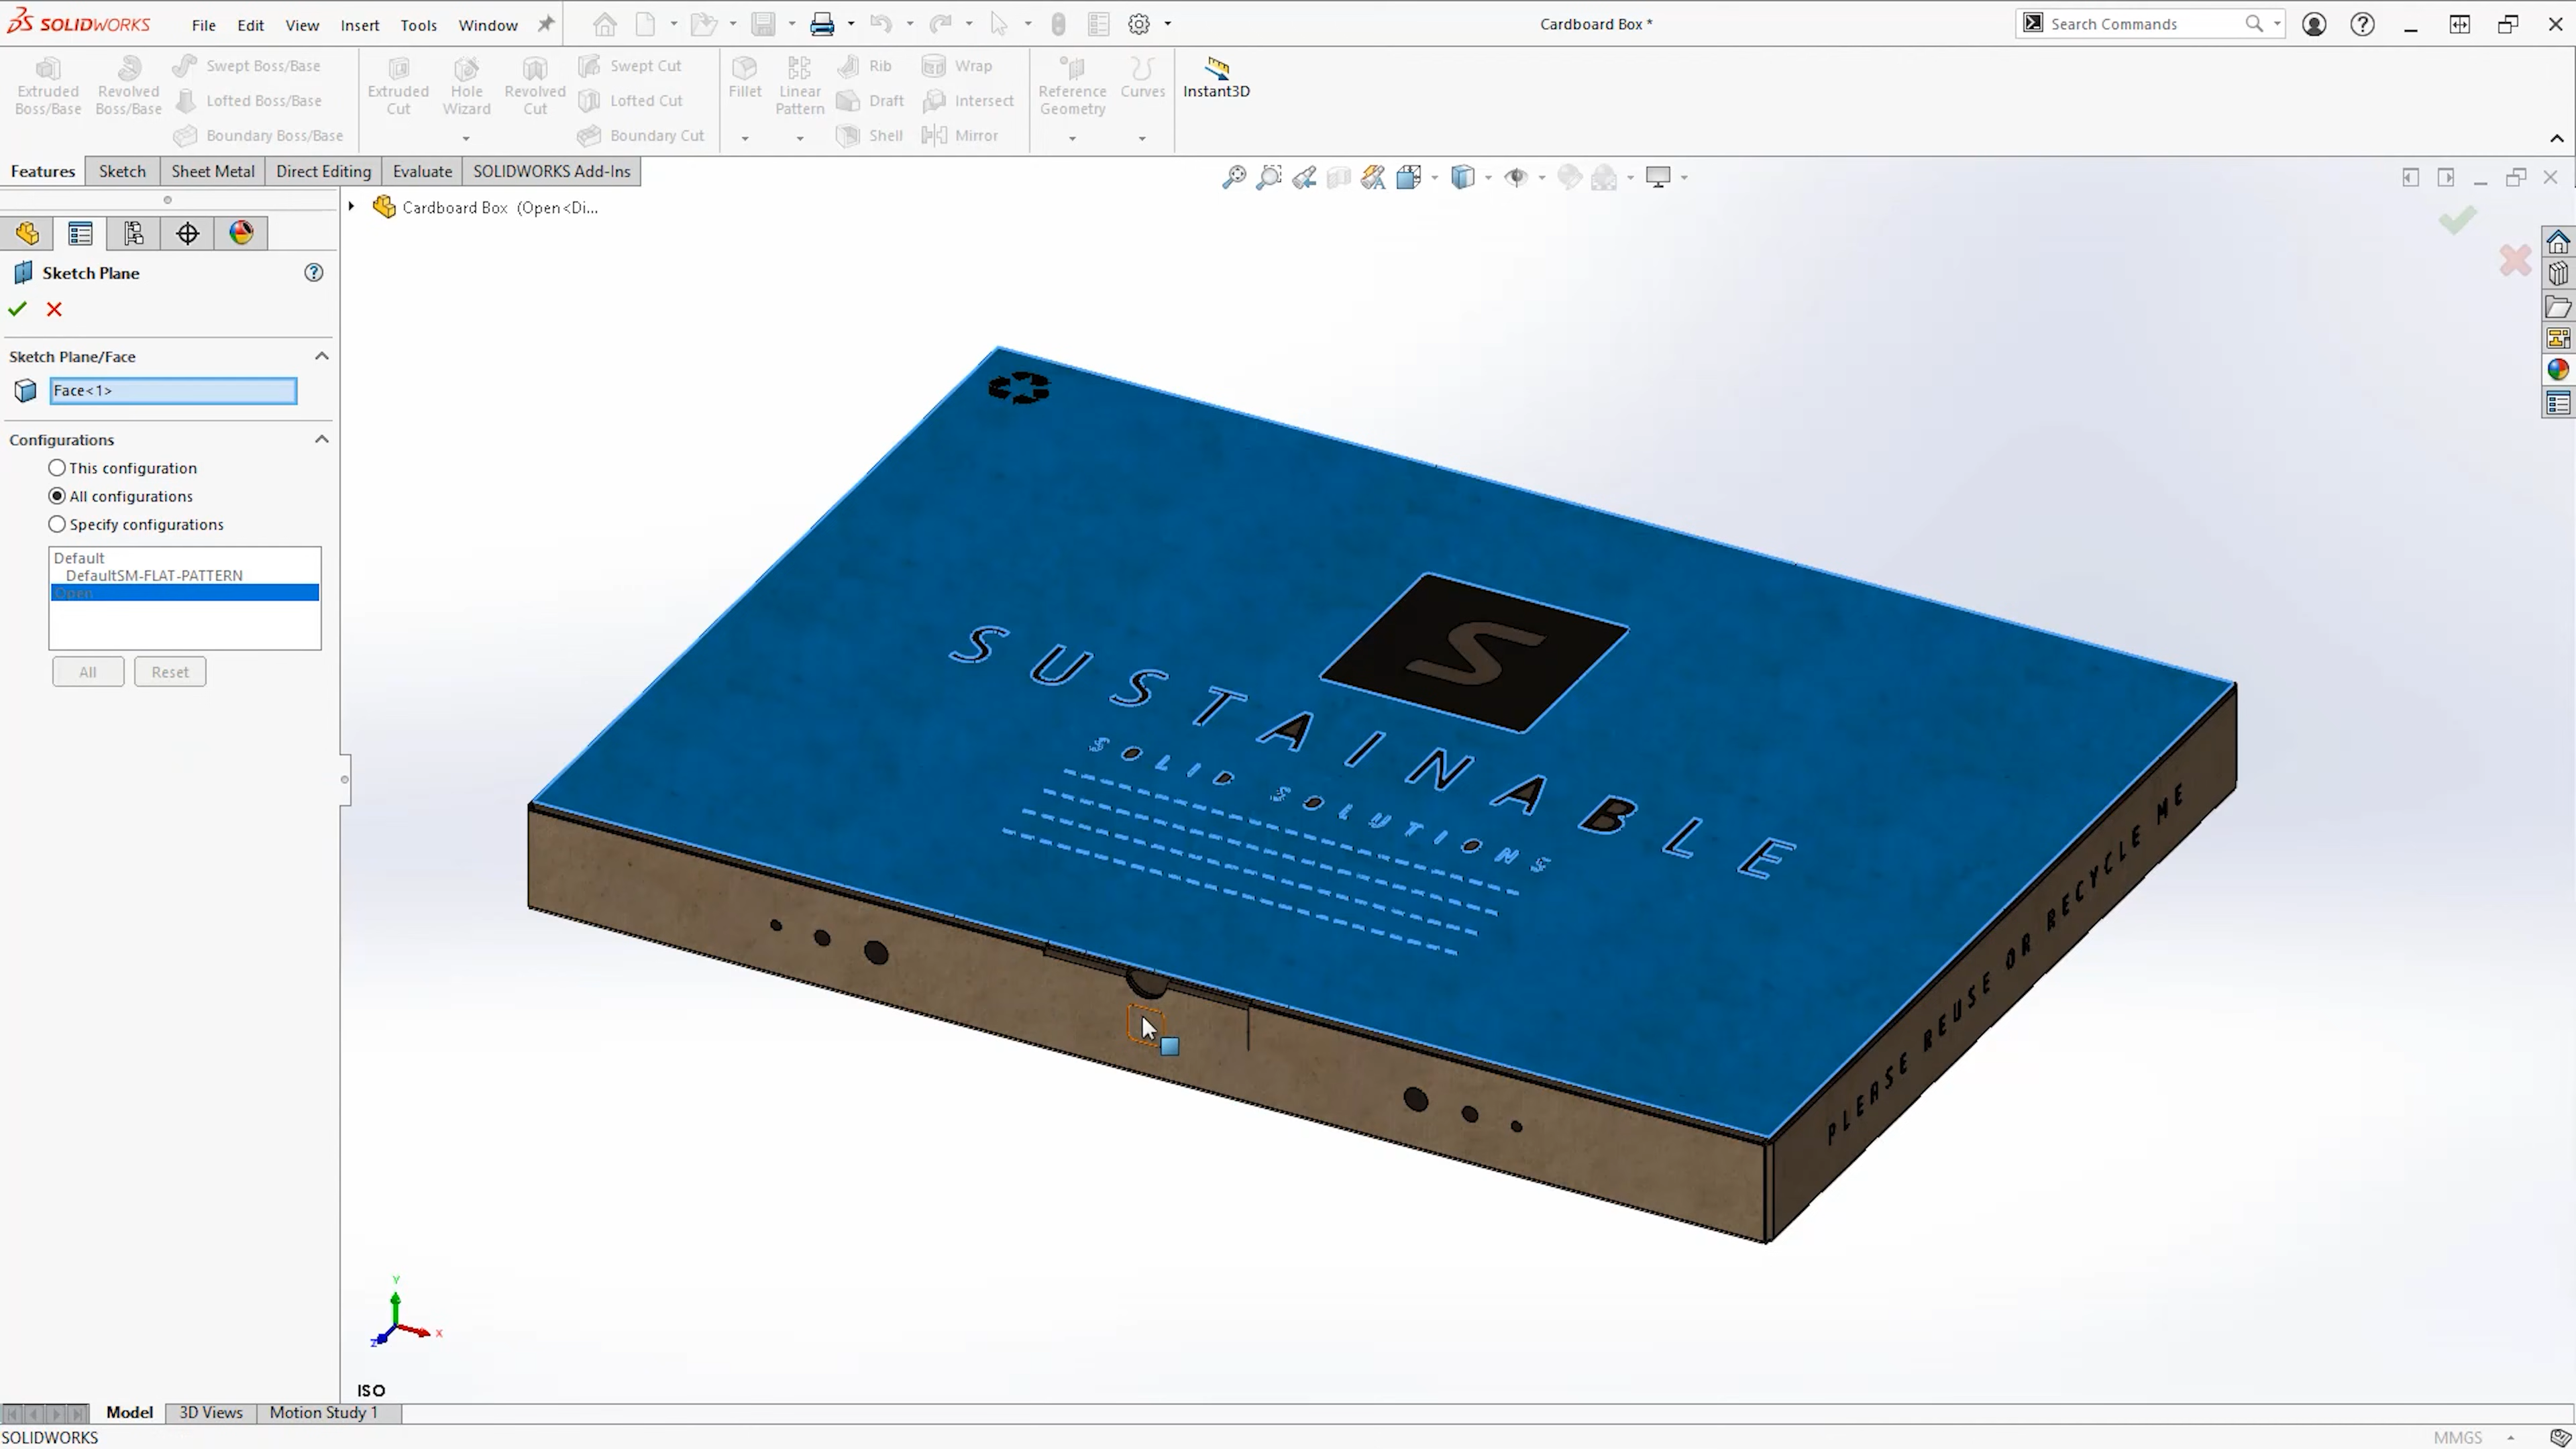 SOLIDWORKS File Edit View Insert Tools Window Cardboard Box * Search Commands
Extruded Boss/Base
Revolved Boss/Base
Swept Boss/Base
Lofted Boss/Base
Boundary Boss/Base
Extruded Cut
Hole Wizard
Revolved Cut
Swept Cut
Lofted Cut
Boundary Cut
Fillet
Linear Pattern
Rib
Draft
Shell
Wrap
Intersect
Mirror
Reference Geometry
Curves
Instant3D
Features Sketch Sheet Metal Direct Editing Evaluate SOLIDWORKS Add-Ins
Cardboard Box (Open<Di...
Sketch Plane
Sketch Plane/Face
Face<1>
Configurations
This configuration
All configurations
Specify configurations
Default
DefaultSM-FLAT-PATTERN
Open
All Reset
S
SUSTAINABLE
SOLID SOLUTIONS
PLEASE REUSE OR RECYCLE ME
Y
X
Z
ISO
Model 3D Views Motion Study 1
SOLIDWORKS MMGS